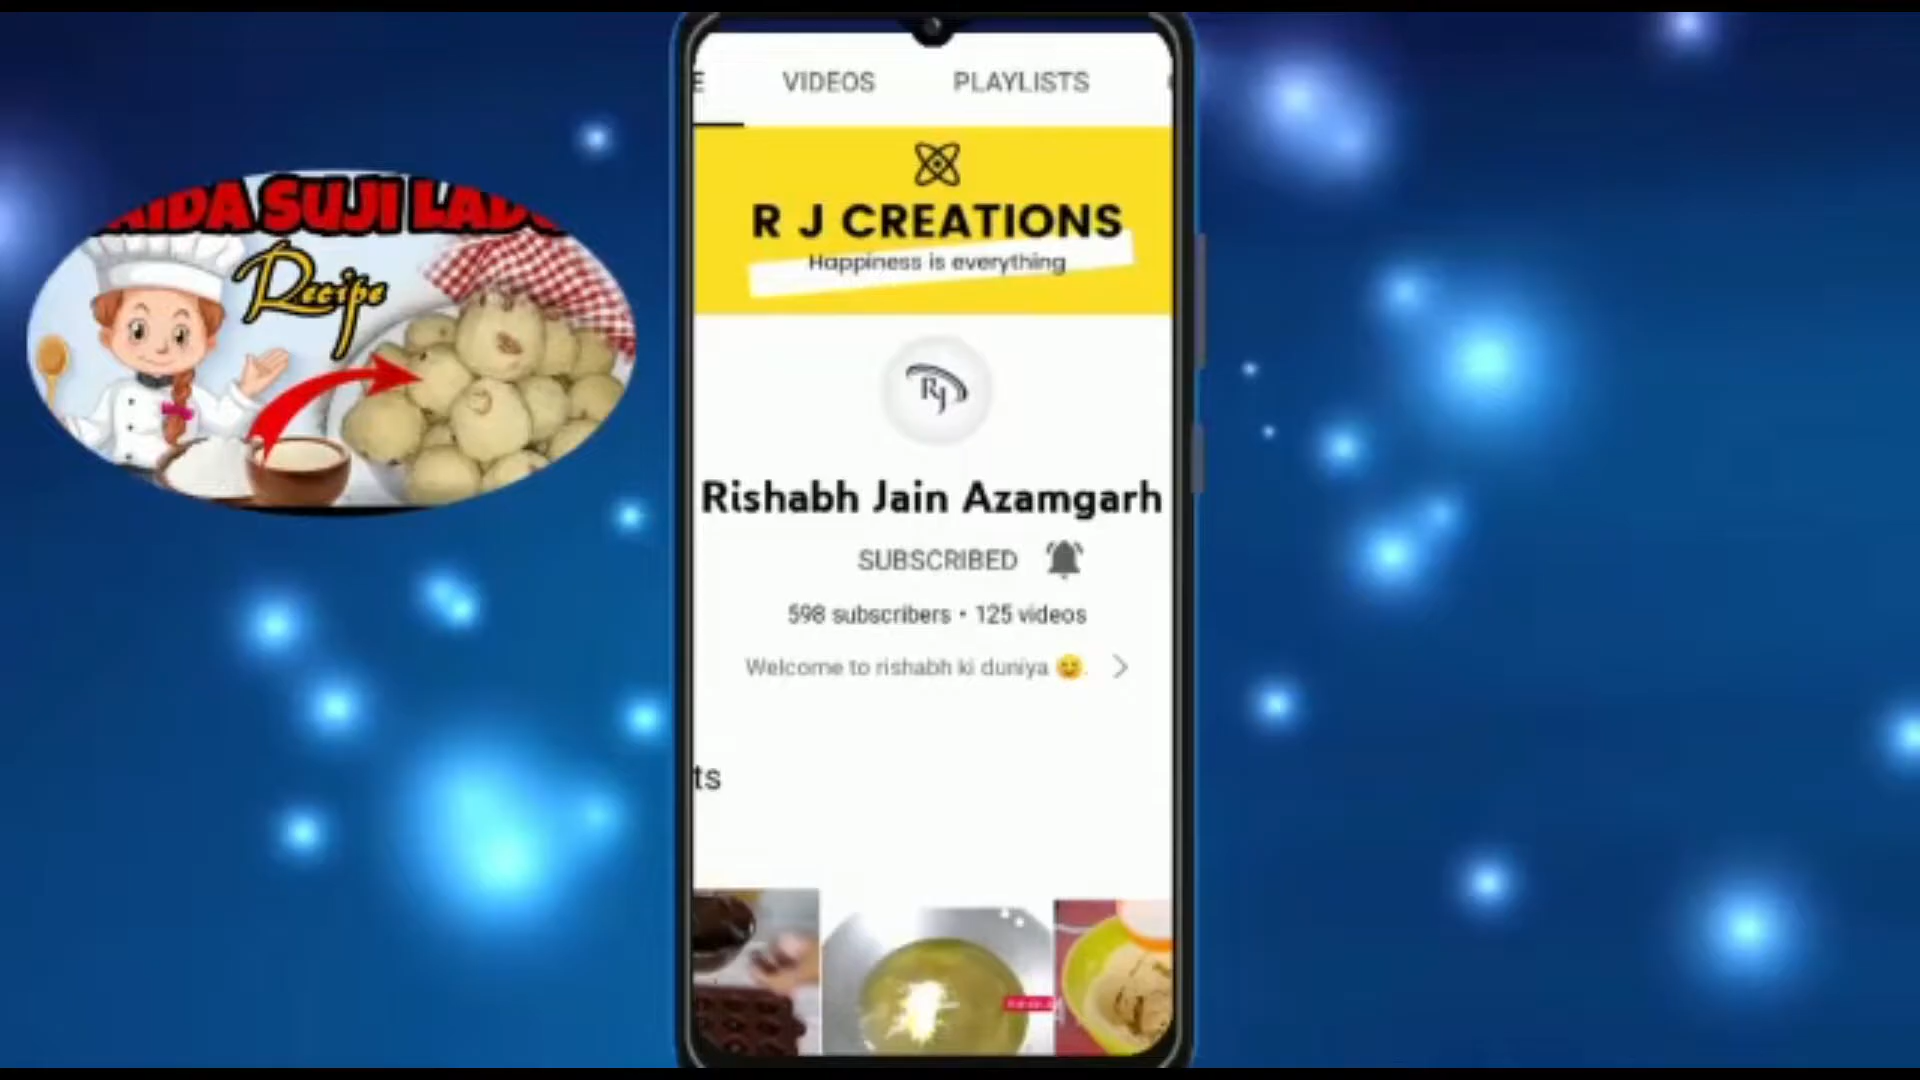 SUJI
Recipe
VIDEOS PLAYLISTS
R J CREATIONS
Happiness is everything
RJ
Rishabh Jain Azamgarh
SUBSCRIBED
598 subscribers • 125 videos
Welcome to rishabh ki duniya 😉.
ts